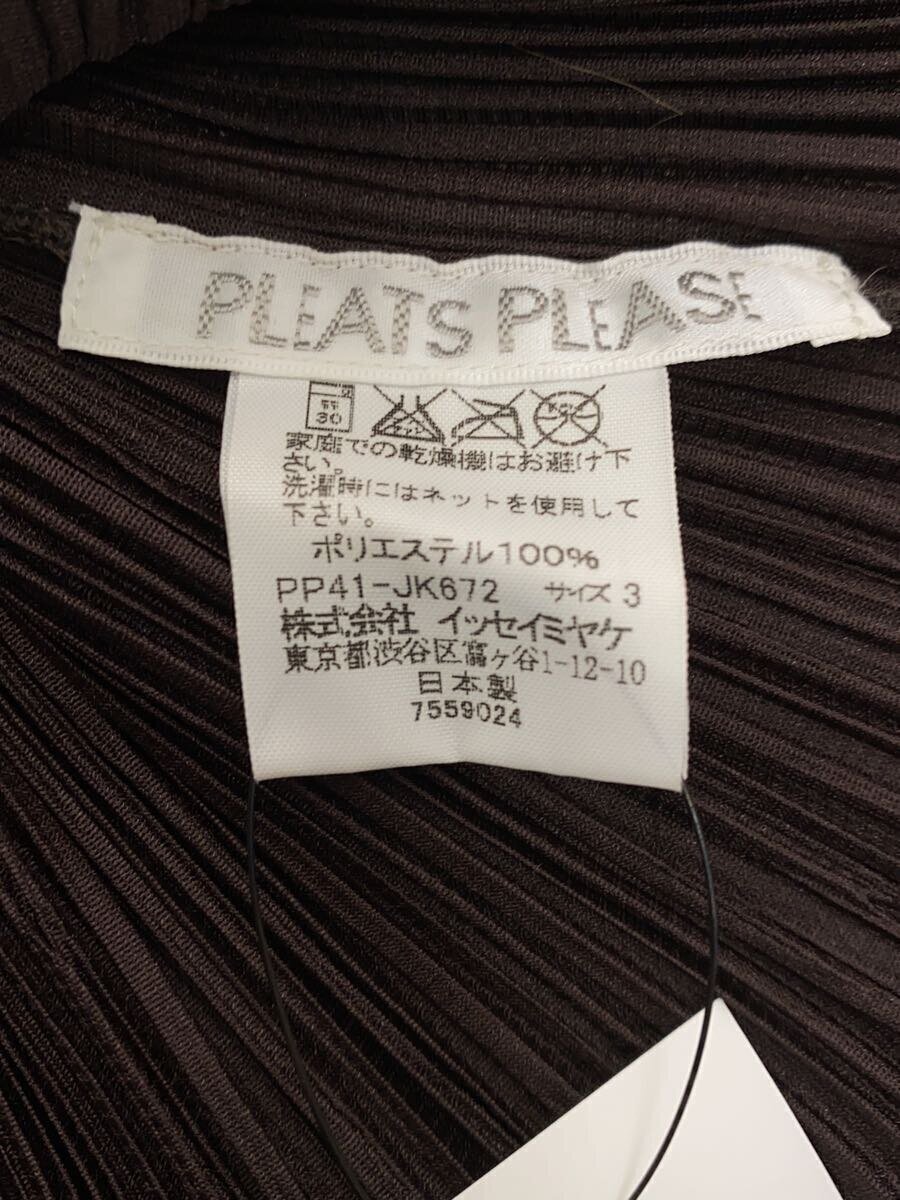 PLEATS PLEASE
弱 30
家庭での乾燥機はお避け下
さい。
洗濯時にはネットを使用して
下さい。
ポリエステル100%
PP41-JK672 サイズ 3
株式会社 イッセイミヤケ
東京都渋谷区富ヶ谷1-12-10
日本製
7559024